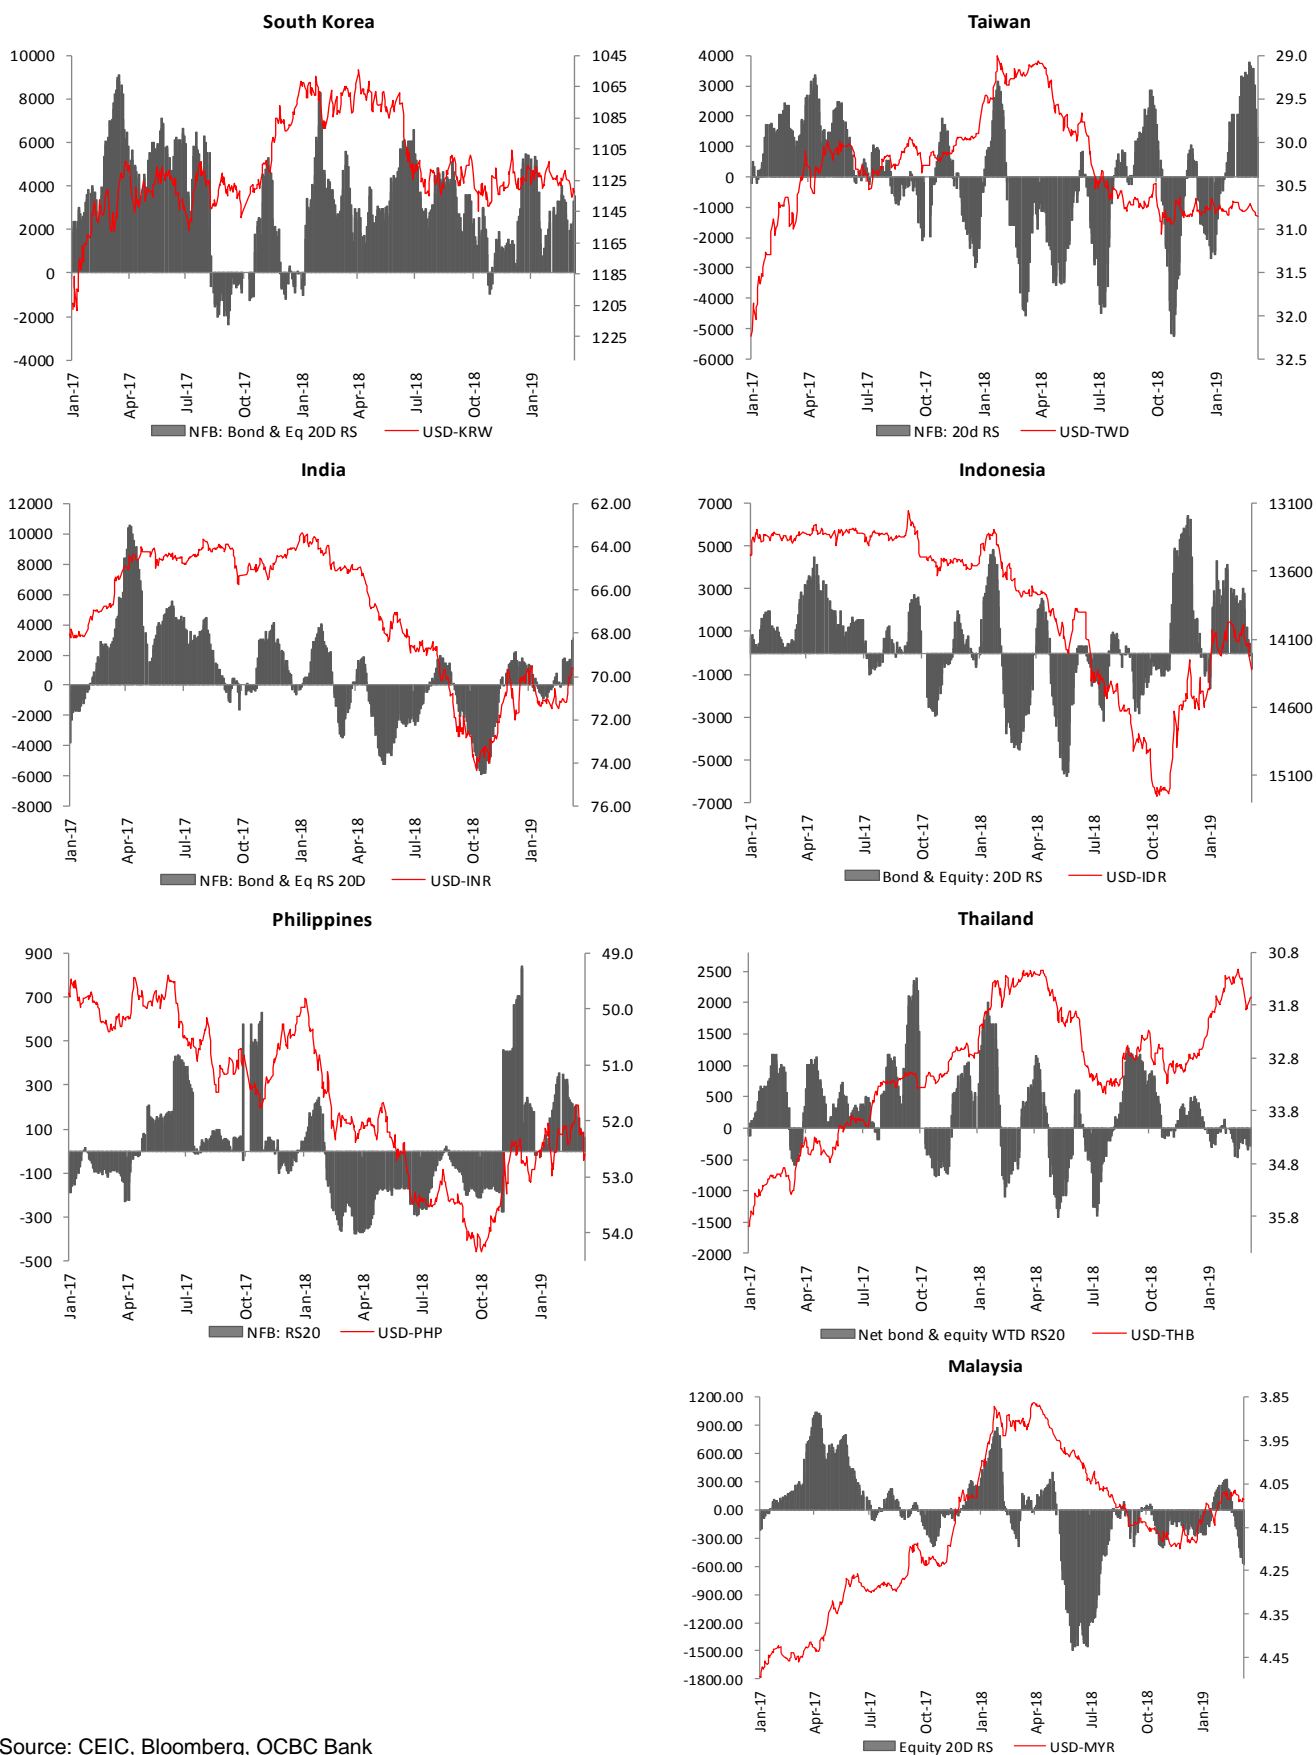 South Korea
10000
8000
6000
4000
2000
0
-2000
-4000
1045
1065
1085
1105
1125
1145
1165
1185
1205
1225
Jan-17
Apr-17
Jul-17
Oct-17
Jan-18
Apr-18
Jul-18
Oct-18
Jan-19
NFB: Bond & Eq 20D RS USD-KRW
Taiwan
4000
3000
2000
1000
0
-1000
-2000
-3000
-4000
-5000
-6000
29.0
29.5
30.0
30.5
31.0
31.5
32.0
32.5
Jan-17
Apr-17
Jul-17
Oct-17
Jan-18
Apr-18
Jul-18
Oct-18
Jan-19
NFB: 20d RS USD-TWD
India
12000
10000
8000
6000
4000
2000
0
-2000
-4000
-6000
-8000
62.00
64.00
66.00
68.00
70.00
72.00
74.00
76.00
Jan-17
Apr-17
Jul-17
Oct-17
Jan-18
Apr-18
Jul-18
Oct-18
Jan-19
NFB: Bond & Eq RS 20D USD-INR
Indonesia
7000
5000
3000
1000
-1000
-3000
-5000
-7000
13100
13600
14100
14600
15100
Jan-17
Apr-17
Jul-17
Oct-17
Jan-18
Apr-18
Jul-18
Oct-18
Jan-19
Bond & Equity: 20D RS USD-IDR
Philippines
900
700
500
300
100
-100
-300
-500
49.0
50.0
51.0
52.0
53.0
54.0
Jan-17
Apr-17
Jul-17
Oct-17
Jan-18
Apr-18
Jul-18
Oct-18
Jan-19
NFB: RS20 USD-PHP
Thailand
2500
2000
1500
1000
500
0
-500
-1000
-1500
-2000
30.8
31.8
32.8
33.8
34.8
35.8
Jan-17
Apr-17
Jul-17
Oct-17
Jan-18
Apr-18
Jul-18
Oct-18
Jan-19
Net bond & equity WTD RS20 USD-THB
Malaysia
1200.00
900.00
600.00
300.00
0.00
-300.00
-600.00
-900.00
-1200.00
-1500.00
-1800.00
3.85
3.95
4.05
4.15
4.25
4.35
4.45
Jan-17
Apr-17
Jul-17
Oct-17
Jan-18
Apr-18
Jul-18
Oct-18
Jan-19
Equity 20D RS USD-MYR
Source: CEIC, Bloomberg, OCBC Bank